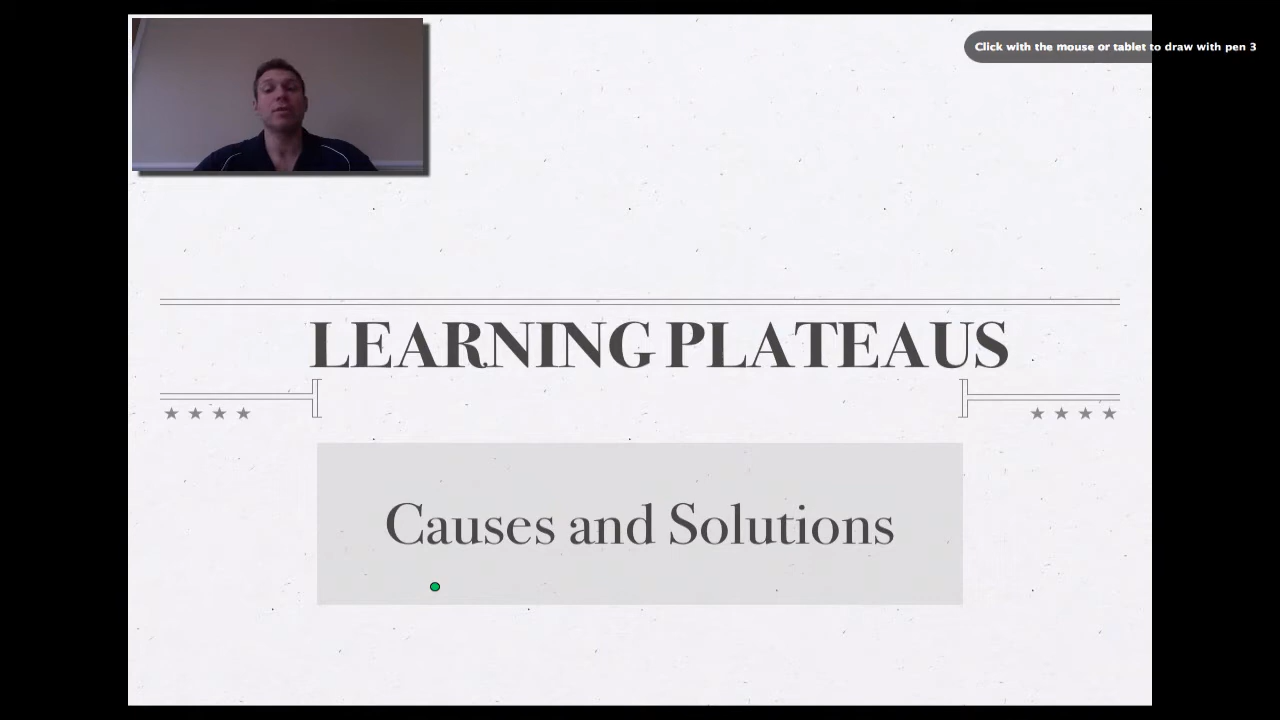 Click with the mouse or tablet to draw with pen 3
LEARNING PLATEAUS
Causes and Solutions